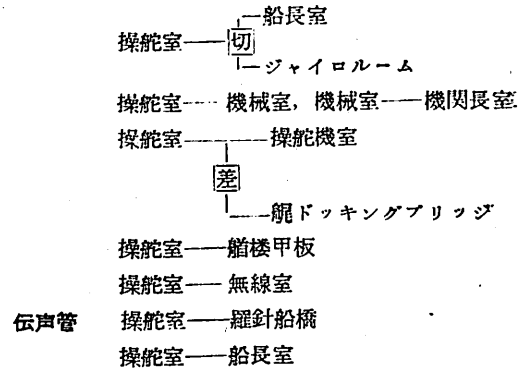 船長室
操舵室――切
ジャイロルーム
操舵室――機械室，機械室――機関長室
操舵室――操舵機室
差
艉ドッキングブリッジ
操舵室――艏楼甲板
操舵室――無線室
伝声管 操舵室――羅針船橋
操舵室――船長室